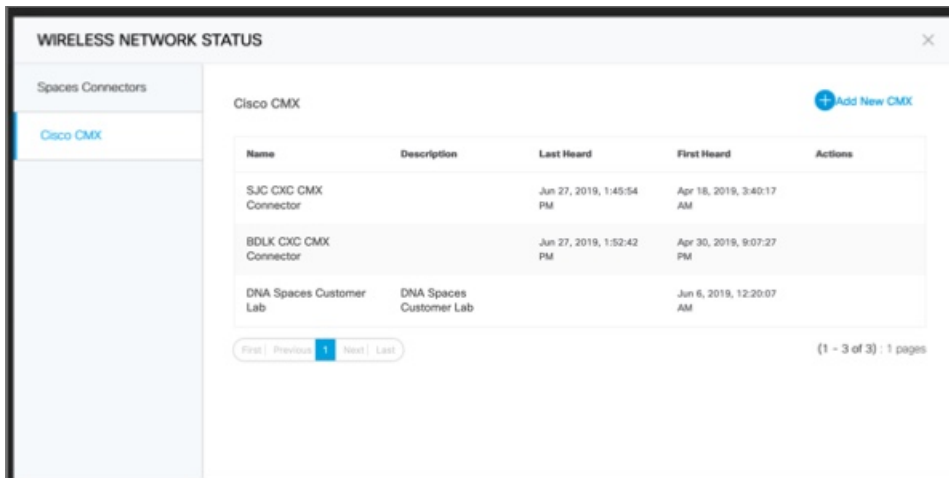 WIRELESS NETWORK STATUS
Spaces Connectors
Cisco CMX
Cisco CMX
Add New CMX
Name Description Last Heard First Heard Actions
SJC CXC CMX Jun 27, 2019, 1:45:54 Apr 18, 2019, 3:40:17
Connector PM AM
BDLK CXC CMX Jun 27, 2019, 1:52:42 Apr 30, 2019, 9:07:27
Connector PM PM
DNA Spaces Customer DNA Spaces Jun 6, 2019, 12:20:07
Lab Customer Lab AM
First | Previous 1 Next | Last (1 - 3 of 3) : 1 pages